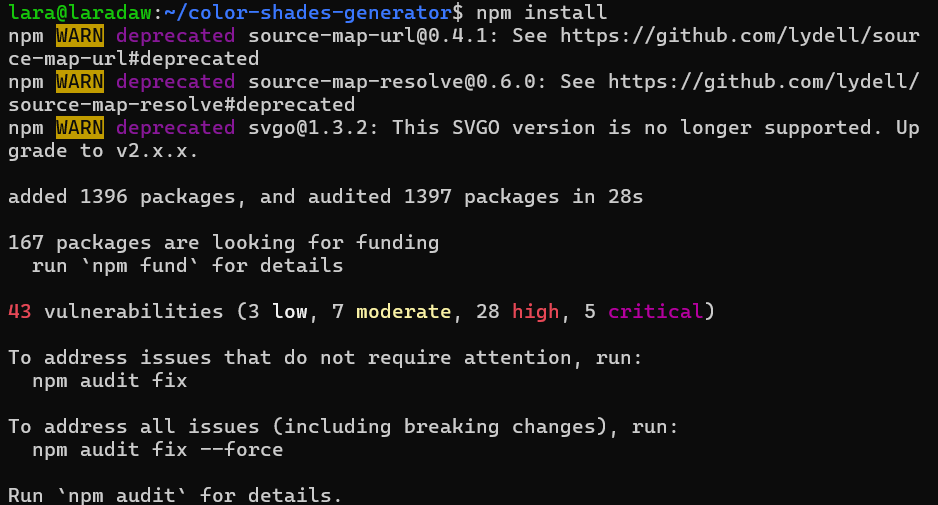 lara@laradaw:~/color-shades-generator$ npm install
npm WARN deprecated source-map-url@0.4.1: See https://github.com/lydell/sour
ce-map-url#deprecated
npm WARN deprecated source-map-resolve@0.6.0: See https://github.com/lydell/
source-map-resolve#deprecated
npm WARN deprecated svgo@1.3.2: This SVGO version is no longer supported. Up
grade to v2.x.x.
added 1396 packages, and audited 1397 packages in 28s
167 packages are looking for funding
  run `npm fund` for details
43 vulnerabilities (3 low, 7 moderate, 28 high, 5 critical)
To address issues that do not require attention, run:
  npm audit fix
To address all issues (including breaking changes), run:
  npm audit fix --force
Run `npm audit` for details.